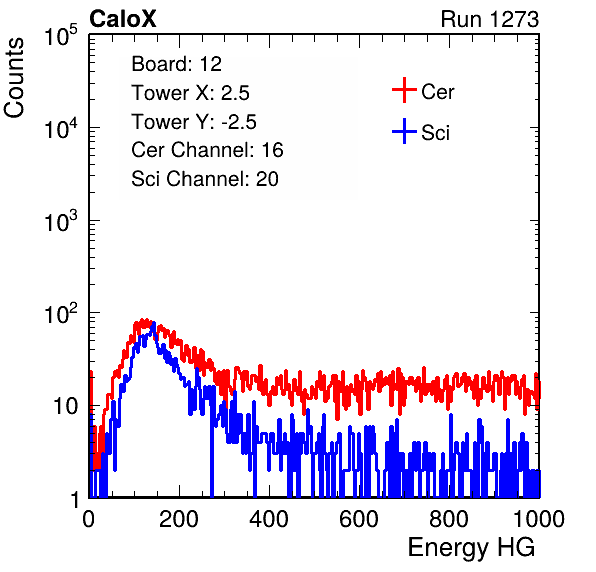 CaloX Run 1273
Counts
10^5
10^4
10^3
10^2
10
1
Board: 12
Tower X: 2.5
Tower Y: -2.5
Cer Channel: 16
Sci Channel: 20
Cer
Sci
0 200 400 600 800 1000
Energy HG